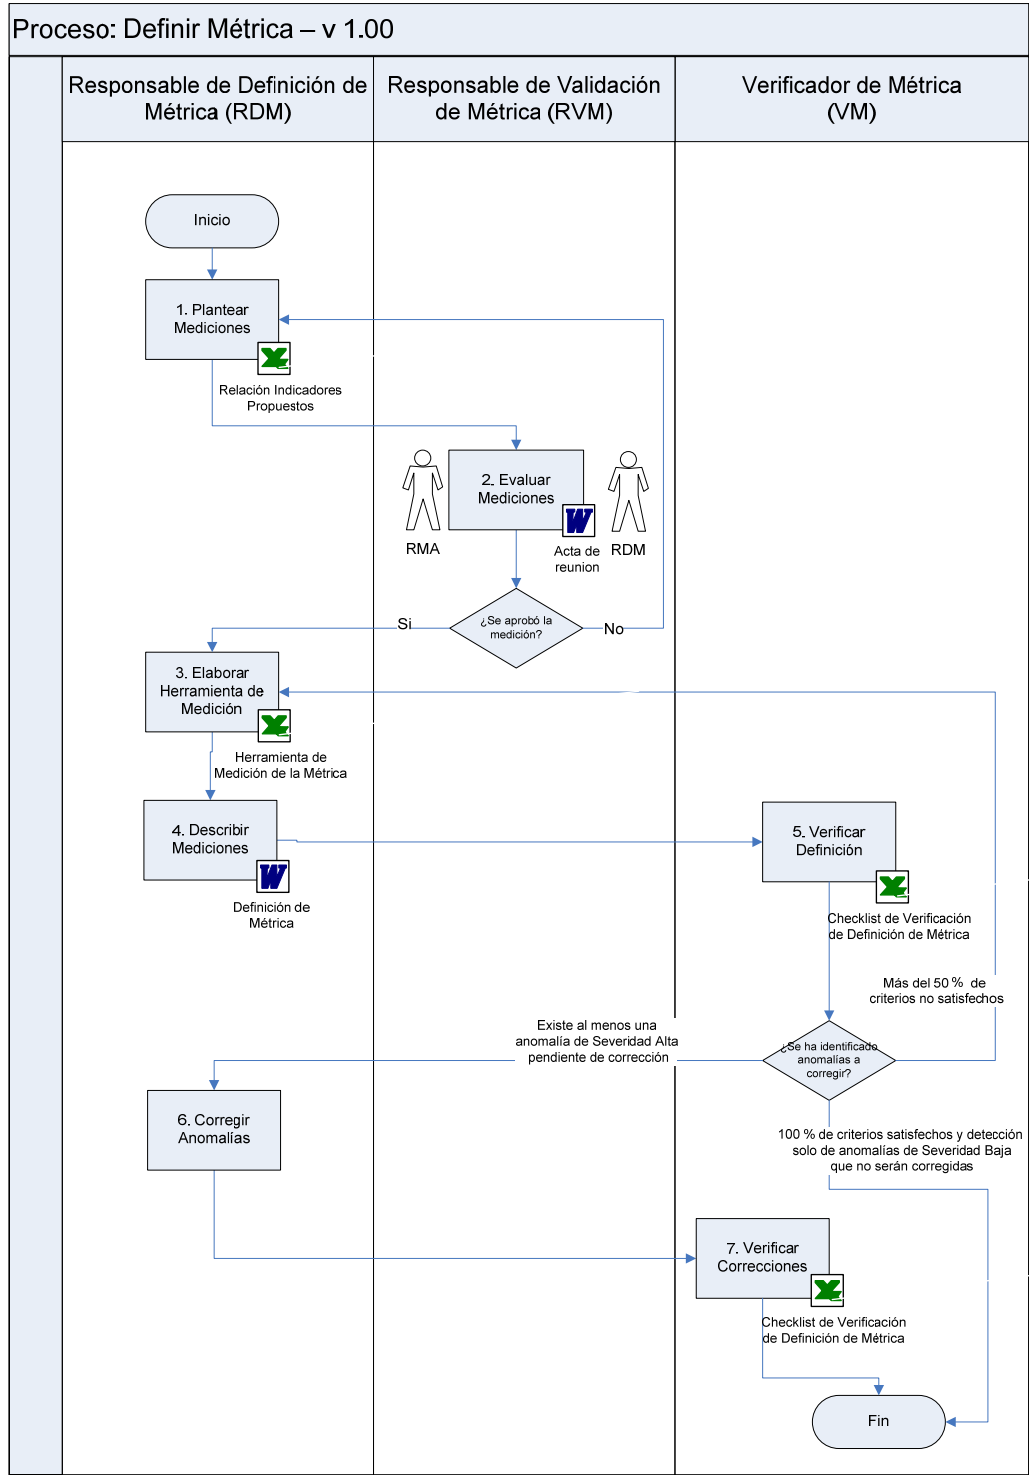 Proceso: Definir Métrica – v 1.00
Responsable de Definición de
Métrica (RDM)
Responsable de Validación
de Métrica (RVM)
Verificador de Métrica
(VM)
Inicio
1. Plantear
Mediciones
Relación Indicadores
Propuestos
2. Evaluar
Mediciones
RMA
Acta de
reunion
RDM
¿Se aprobó la
medición?
Si
No
3. Elaborar
Herramienta de
Medición
Herramienta de
Medición de la Métrica
4. Describir
Mediciones
Definición de
Métrica
5. Verificar
Definición
Checklist de Verificación
de Definición de Métrica
Más del 50 % de
criterios no satisfechos
Existe al menos una
anomalía de Severidad Alta
pendiente de corrección
¿Se ha identificado
anomalías a
corregir?
6. Corregir
Anomalías
100 % de criterios satisfechos y detección
solo de anomalías de Severidad Baja
que no serán corregidas
7. Verificar
Correcciones
Checklist de Verificación
de Definición de Métrica
Fin